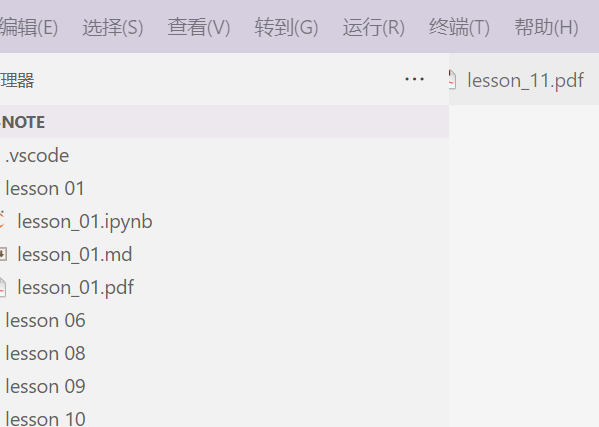 编辑(E) 选择(S) 查看(V) 转到(G) 运行(R) 终端(T) 帮助(H)
理器 ··· lesson_11.pdf
NOTE
.vscode
lesson 01
lesson_01.ipynb
lesson_01.md
lesson_01.pdf
lesson 06
lesson 08
lesson 09
lesson 10